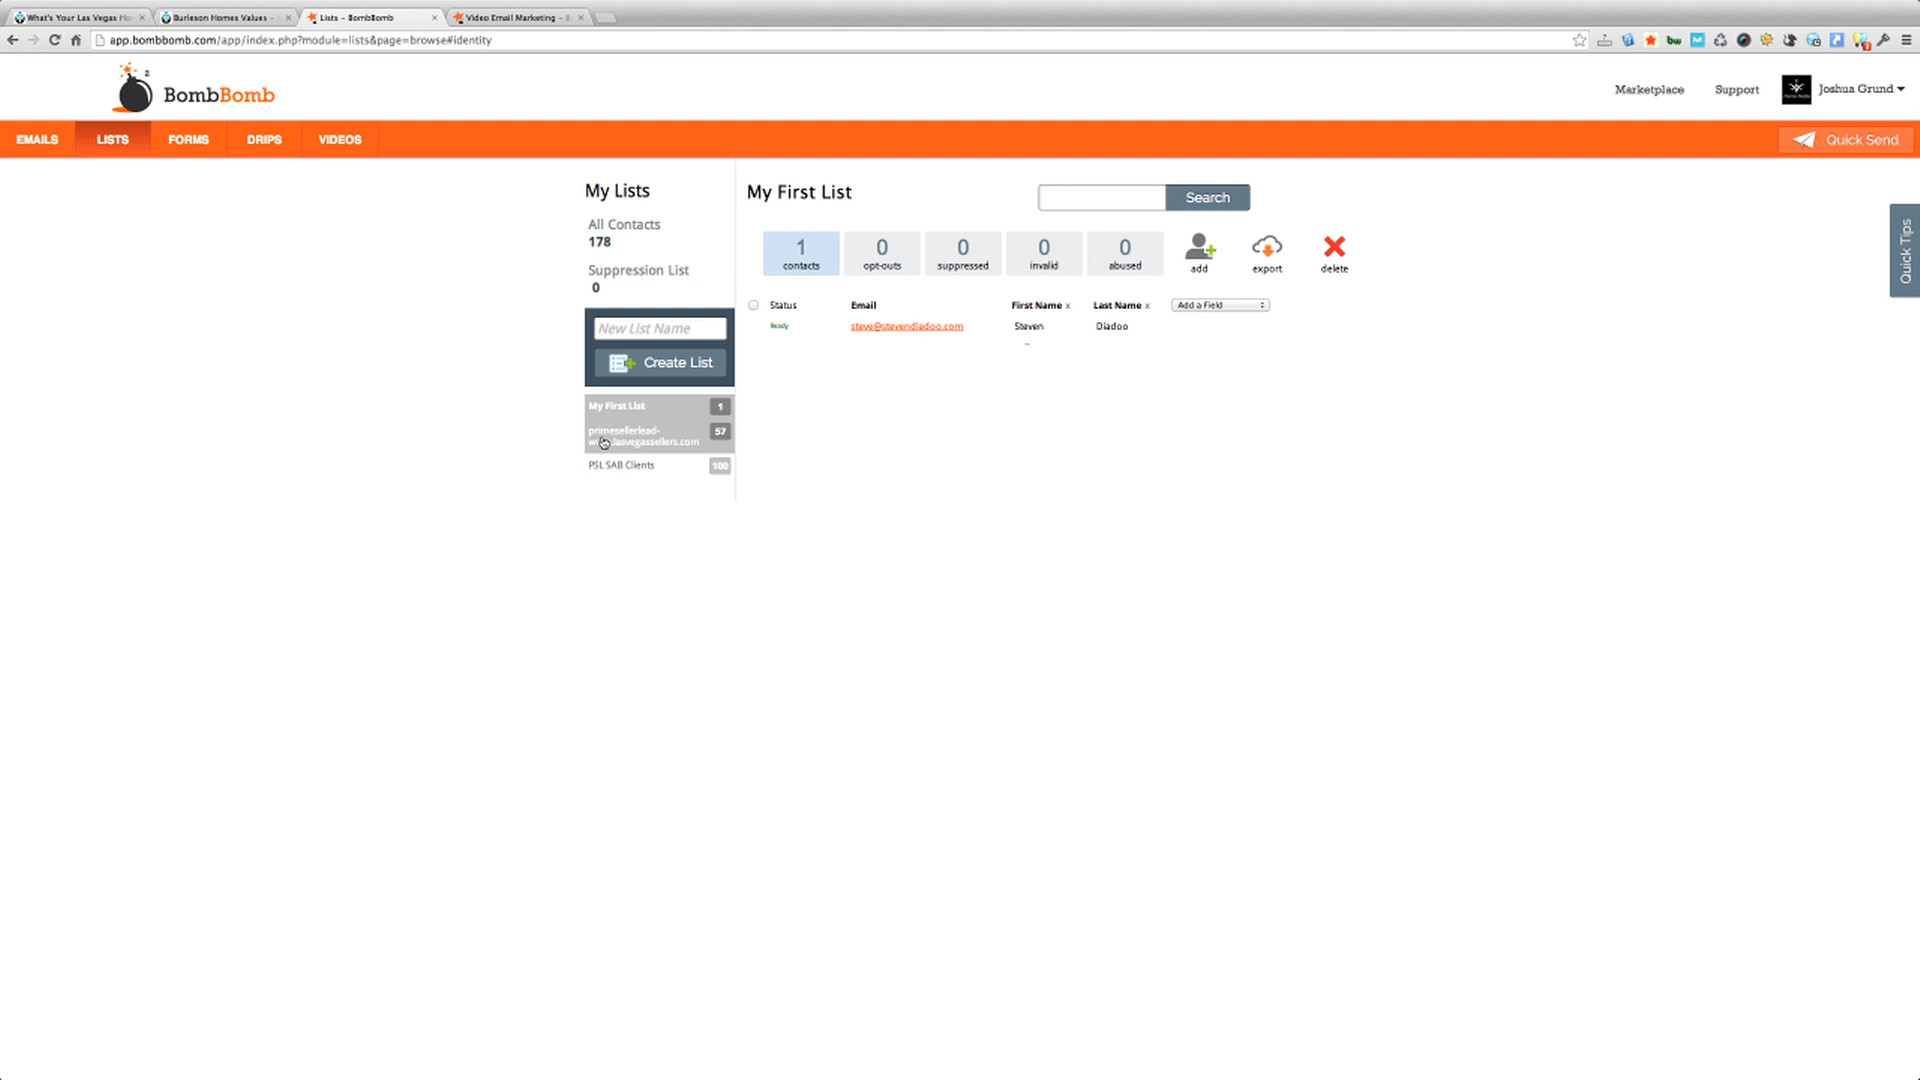 What's Your Las Vegas Ho
Burleson Homes Values -
Lists - BombBomb
Video Email Marketing - B
app.bombbomb.com/app/index.php?module=lists&page=browse#identity
BombBomb
Marketplace
Support
Joshua Grund
EMAILS
LISTS
FORMS
DRIPS
VIDEOS
Quick Send
My Lists
All Contacts
178
Suppression List
0
New List Name
Create List
My First List 1
primesellerlead- 57
lasvegassellers.com
PSL SAB Clients 100
My First List
Search
1 contacts
0 opt-outs
0 suppressed
0 invalid
0 abused
add
export
delete
Status Email First Name x Last Name x Add a Field
Ready steve@stevendiadoo.com Steven Diadoo
Quick Tips